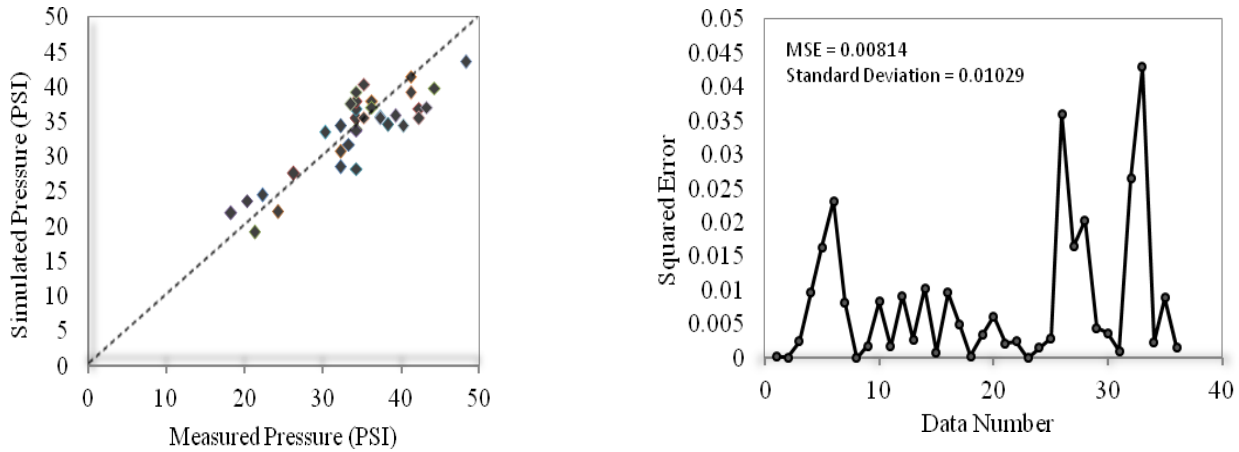 50
45
40
35
30
25
20
15
10
5
0
Simulated Pressure (PSI)
0 10 20 30 40 50
Measured Pressure (PSI)
0.05
0.045
0.04
0.035
0.03
0.025
0.02
0.015
0.01
0.005
0
Squared Error
MSE = 0.00814
Standard Deviation = 0.01029
0 10 20 30 40
Data Number